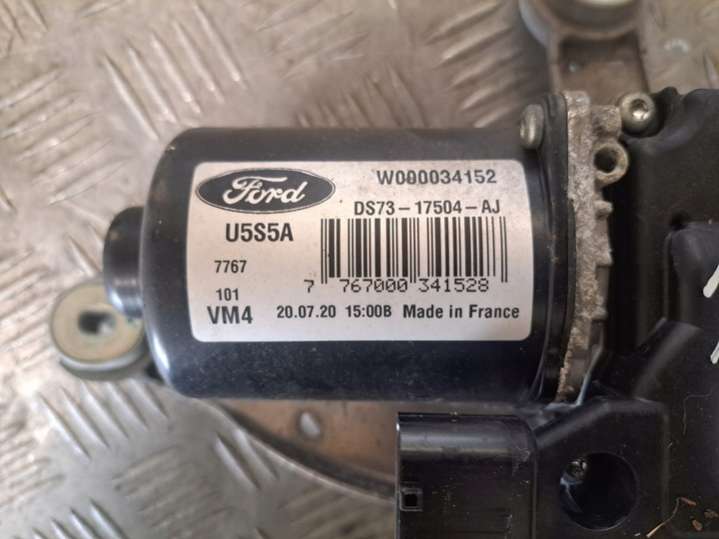 Ford
W000034152
U5S5A
DS73-17504-AJ
7767
7 767000 341528
101
VM4 20.07.20 15:00B Made in France